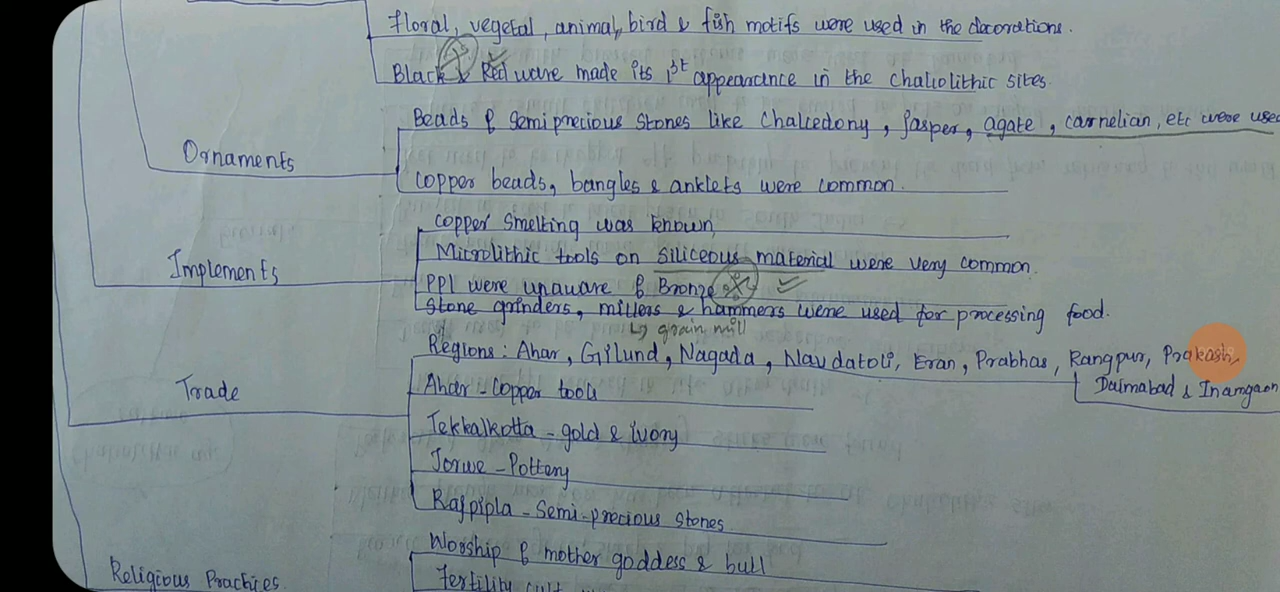 Floral, vegetal, animal, bird & fish motifs were used in the decorations.
Black & Red ware made its 1st appearance in the chalolithic sites.
Beads & semiprecious stones like Chalcedony, Jasper, agate, carnelian, etc were used
Ornaments
copper beads, bangles & anklets were common.
copper smelting was known,
Microlithic tools on siliceous material were very common.
Implements
PPl were unaware of Bronze
Stone grinders, millers & hammers were used for processing food.
↳ grain mill
Regions: Ahar, Gilund, Nagada, Navdatoli, Eran, Prabhas, Rangpur, Prakash,
Daimabad & Inamgaon
Trade
Ahar - Copper tools
Tekkalkotta - gold & ivory
Jorwe - Pottery
Rajpipla - Semi-precious stones
Worship of mother goddess & bull
Religious Practices
Fertility cult